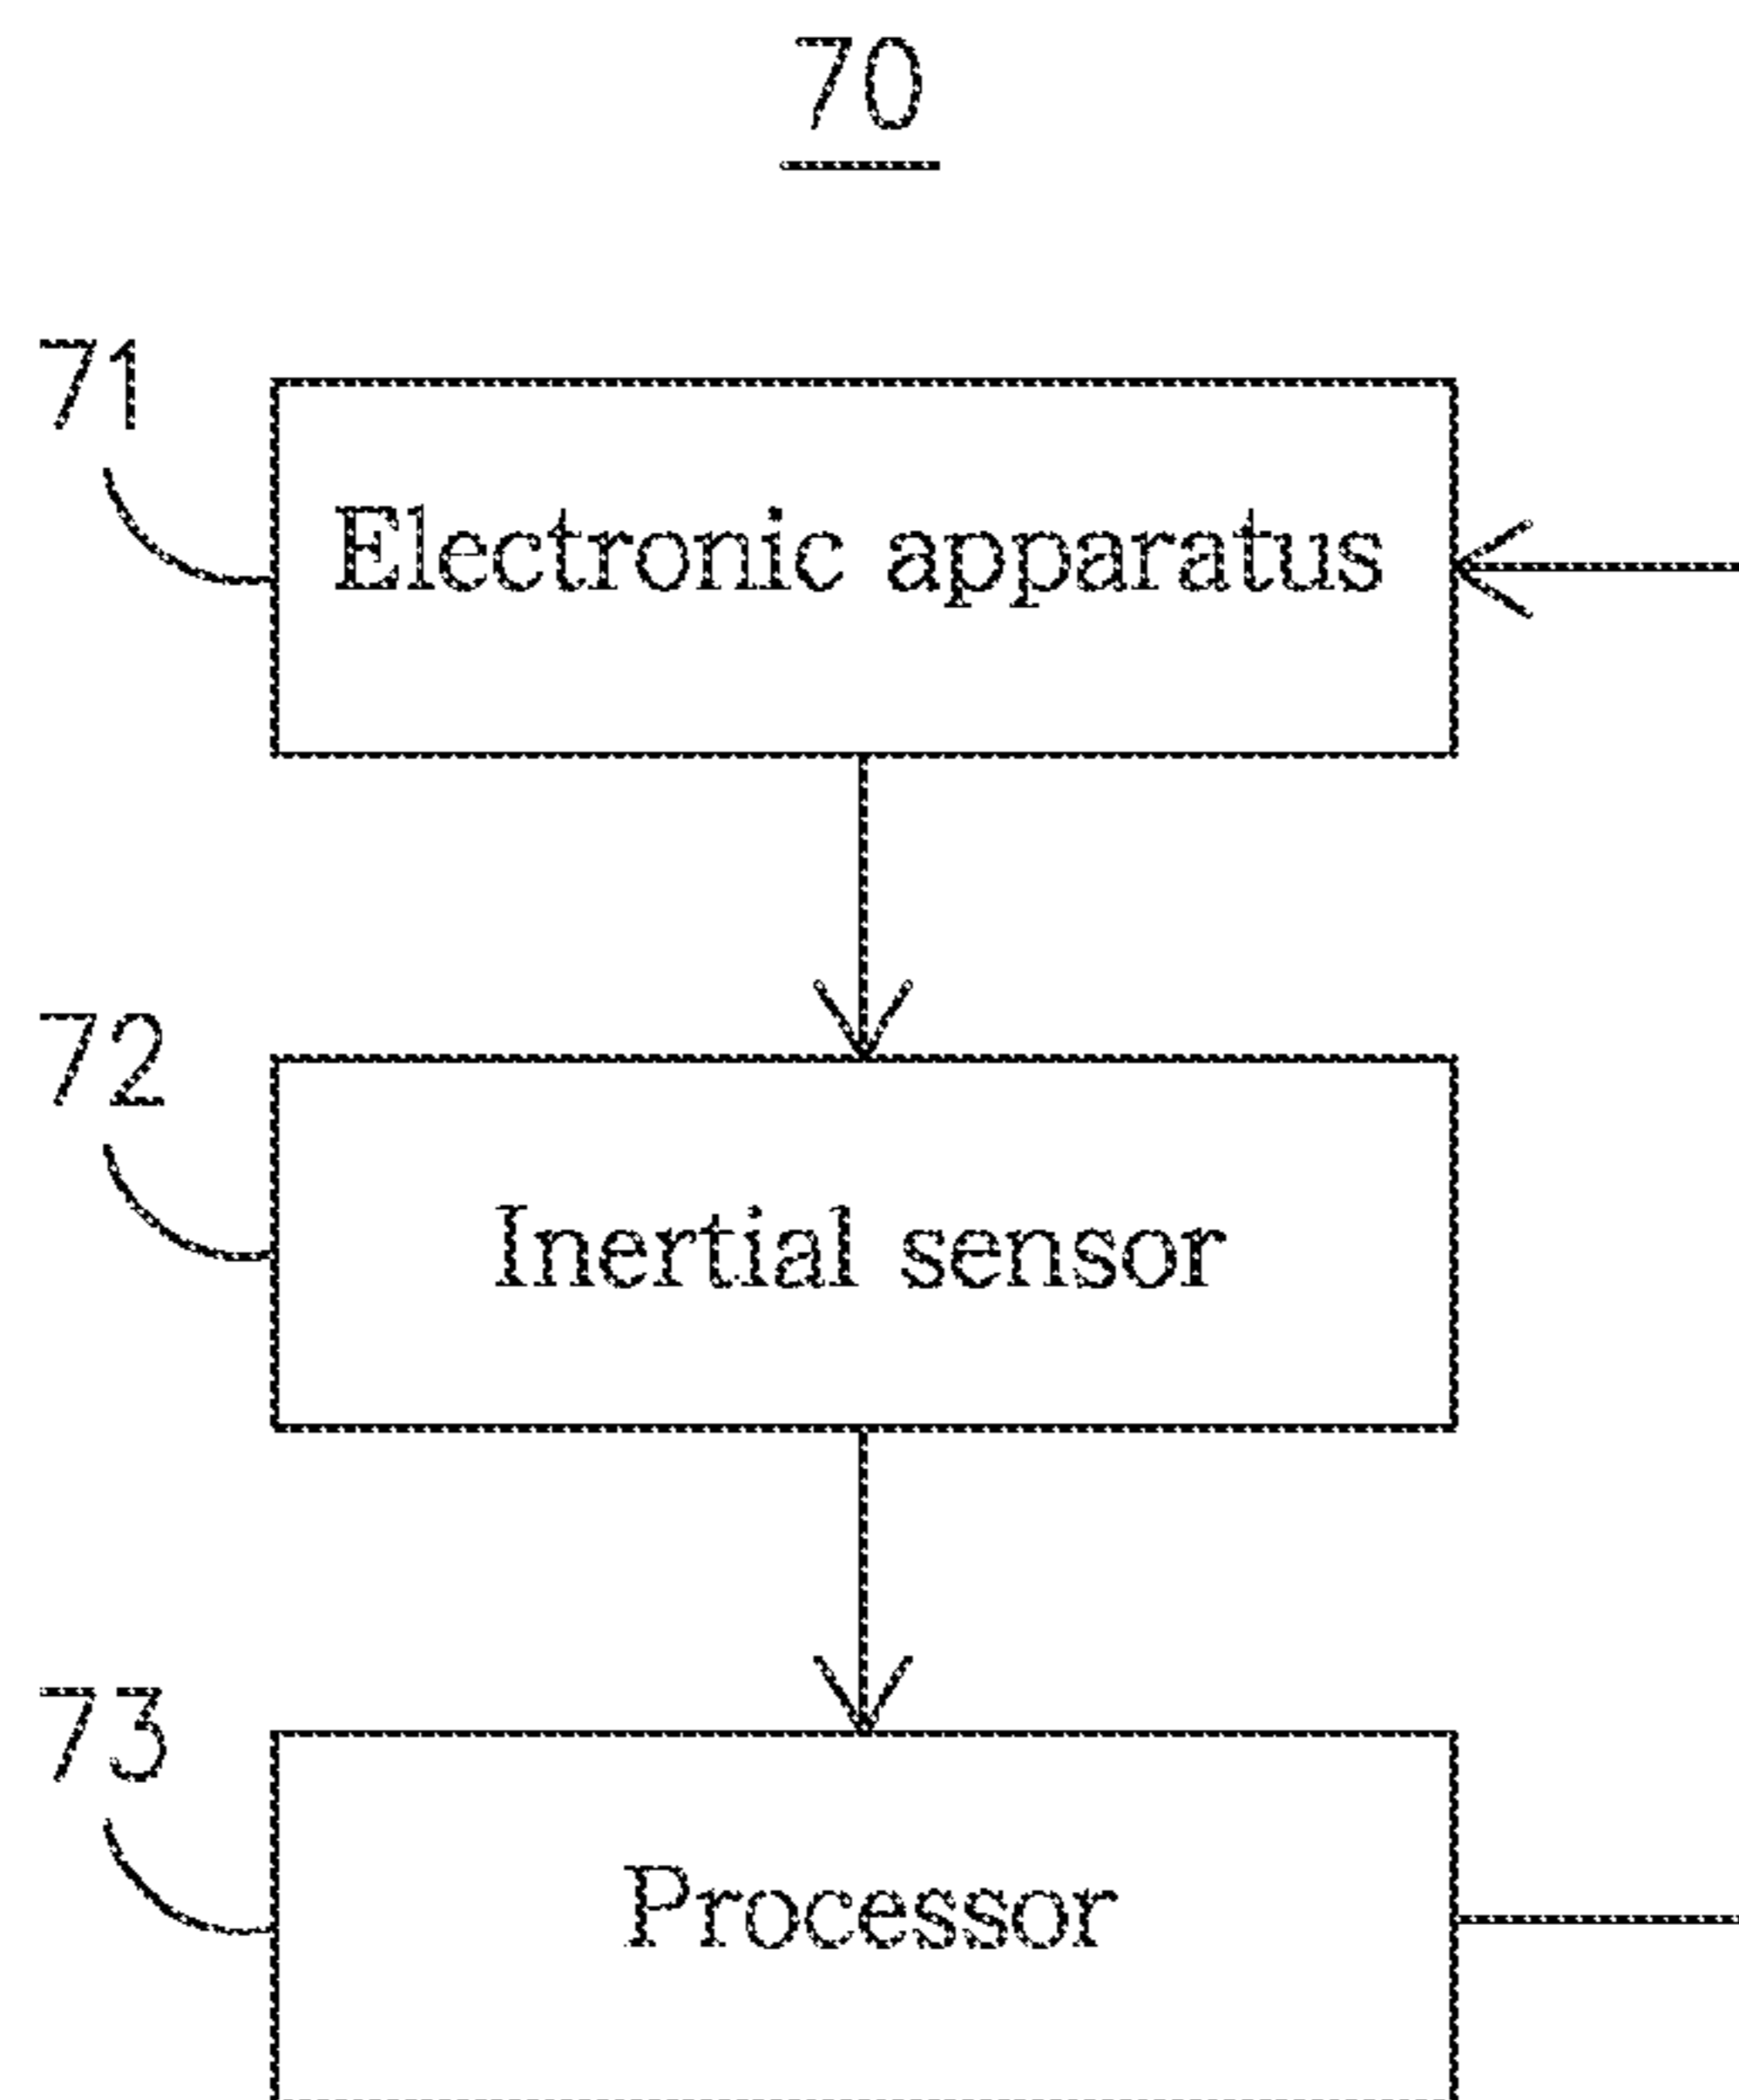 70
71
Electronic apparatus
72
Inertial sensor
73
Processor